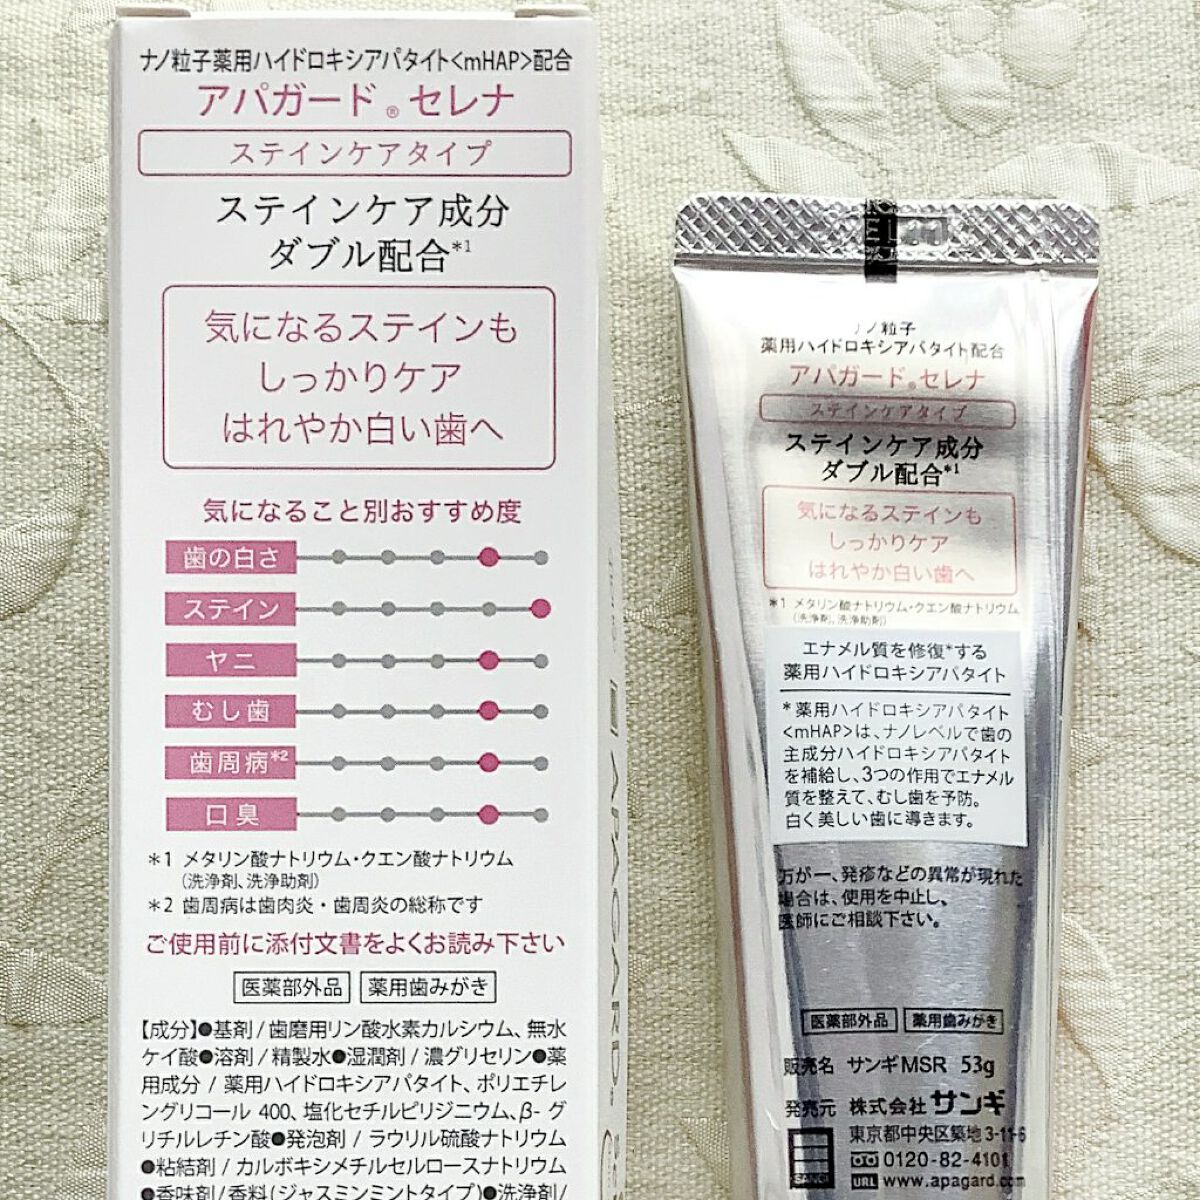 ナノ粒子薬用ハイドロキシアパタイト<mHAP>配合
アパガード®セレナ
ステインケアタイプ
ステインケア成分
ダブル配合*1
気になるステインも
しっかりケア
はれやか白い歯へ
気になること別おすすめ度
歯の白さ
ステイン
ヤニ
むし歯
歯周病*2
口臭
*1 メタリン酸ナトリウム・クエン酸ナトリウム
(洗浄剤、洗浄助剤)
*2 歯周病は歯肉炎・歯周炎の総称です
ご使用前に添付文書をよくお読み下さい
医薬部外品 薬用歯みがき
【成分】●基剤/歯磨用リン酸水素カルシウム、無水
ケイ酸●溶剤/精製水●湿潤剤/濃グリセリン●薬
用成分/薬用ハイドロキシアパタイト、ポリエチレ
ングリコール400、塩化セチルピリジニウム、β-グ
リチルレチン酸●発泡剤/ラウリル硫酸ナトリウム
●粘結剤/カルボキシメチルセルロースナトリウム
●香味剤/香料(ジャスミンミントタイプ)●洗浄剤/
APAGARD
ナノ粒子
薬用ハイドロキシアパタイト配合
アパガード®セレナ
ステインケアタイプ
ステインケア成分
ダブル配合*1
気になるステインも
しっかりケア
はれやか白い歯へ
*1 メタリン酸ナトリウム・クエン酸ナトリウム
(洗浄剤、洗浄助剤)
エナメル質を修復*する
薬用ハイドロキシアパタイト
*薬用ハイドロキシアパタイト
<mHAP>は、ナノレベルで歯の
主成分ハイドロキシアパタイト
を補給し、3つの作用でエナメル
質を整えて、むし歯を予防。
白く美しい歯に導きます。
万が一、発疹などの異常が現れた
場合は、使用を中止し、
医師にご相談下さい。
医薬部外品 薬用歯みがき
販売名 サンギMSR 53g
発売元 株式会社サンギ
東京都中央区築地3-11-6
0120-82-4101
SANGI URL www.apagard.com